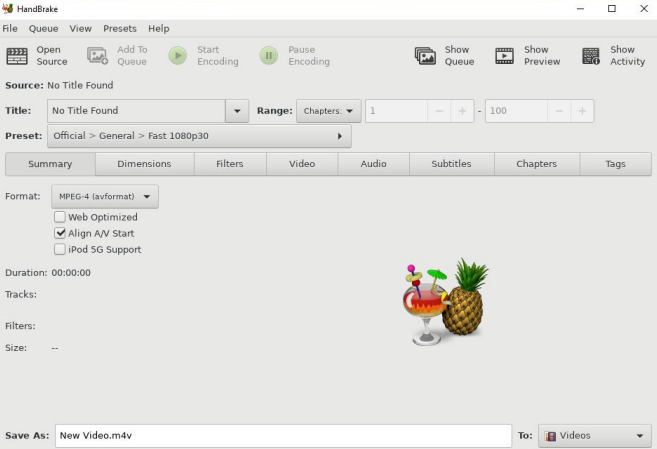 HandBrake
File Queue View Presets Help
Open Source
Add To Queue
Start Encoding
Pause Encoding
Show Queue
Show Preview
Show Activity
Source: No Title Found
Title: No Title Found Range: Chapters: 1 - 100
Preset: Official > General > Fast 1080p30
Summary Dimensions Filters Video Audio Subtitles Chapters Tags
Format: MPEG-4 (avformat)
Web Optimized
Align A/V Start
iPod 5G Support
Duration: 00:00:00
Tracks:
Filters:
Size: --
Save As: New Video.m4v To: Videos